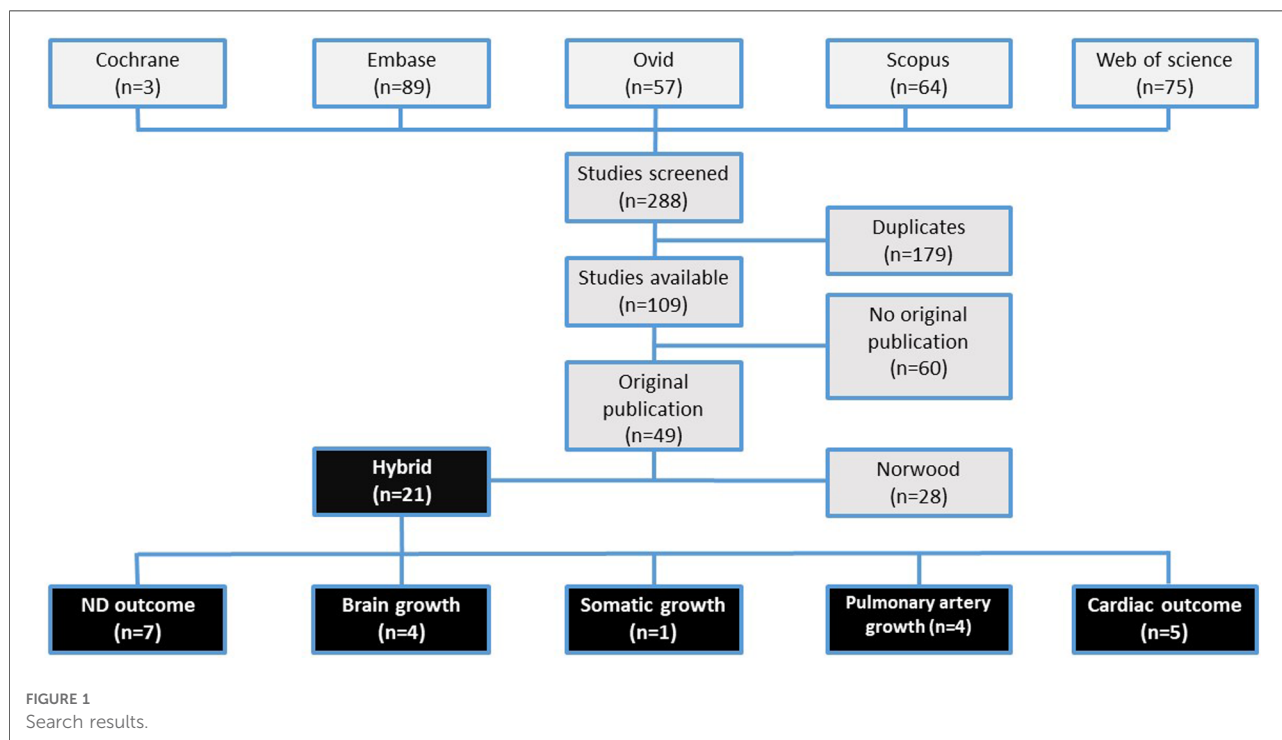 Cochrane
(n=3)
Embase
(n=89)
Ovid
(n=57)
Scopus
(n=64)
Web of science
(n=75)
Studies screened
(n=288)
Duplicates
(n=179)
Studies available
(n=109)
No original
publication
(n=60)
Original
publication
(n=49)
Hybrid
(n=21)
Norwood
(n=28)
ND outcome
(n=7)
Brain growth
(n=4)
Somatic growth
(n=1)
Pulmonary artery
growth (n=4)
Cardiac outcome
(n=5)
FIGURE 1
Search results.